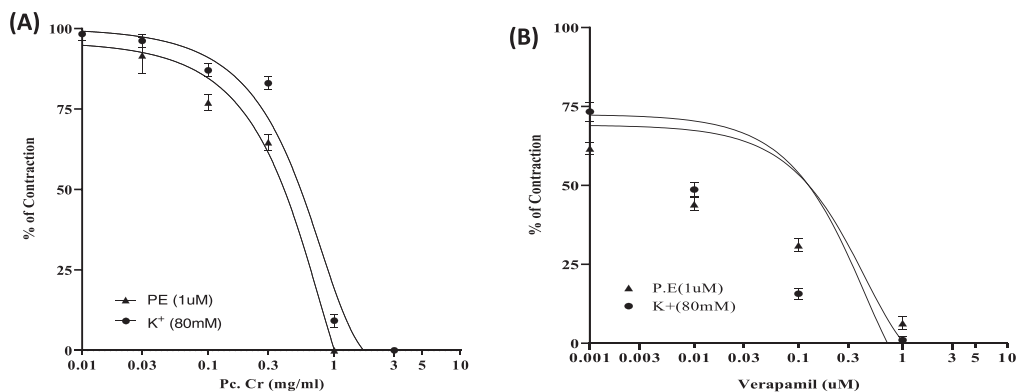 (A)
100
75
50
25
0
% of Contraction
PE (1uM)
K+ (80mM)
0.01 0.03 0.1 0.3 1 3 10
Pc. Cr (mg/ml)
(B)
100
75
50
25
0
% of Contraction
P.E(1uM)
K+(80mM)
0.001 0.003 0.01 0.03 0.1 0.3 1 3 5 10
Verapamil (uM)